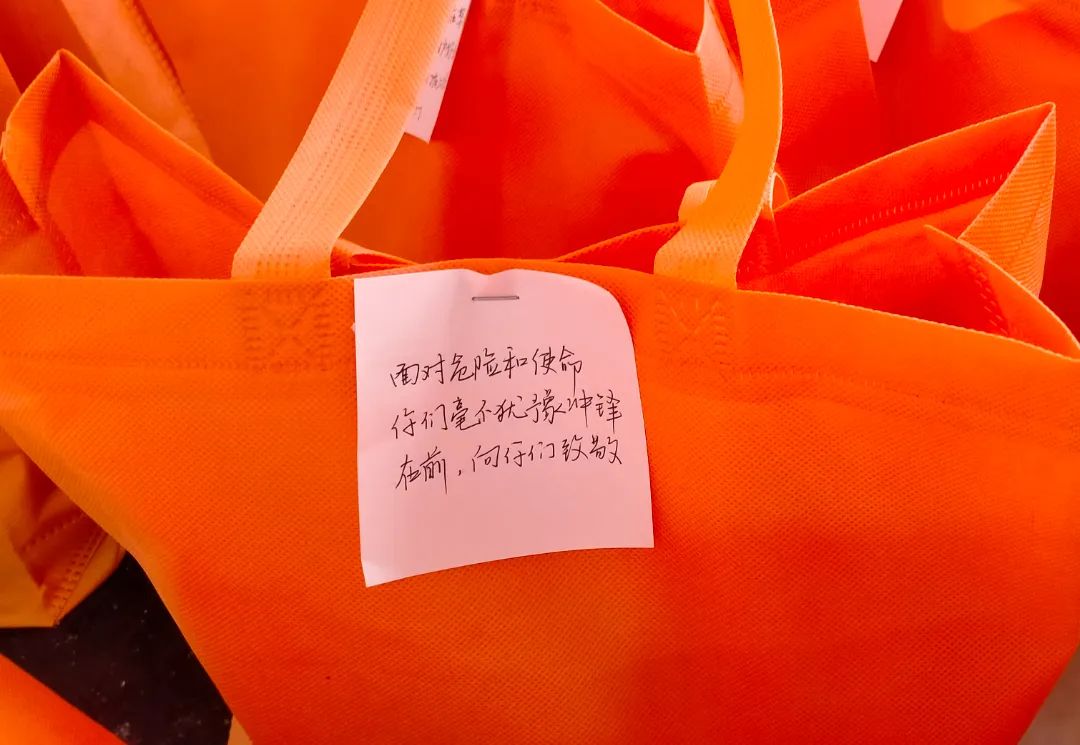 面对危险和使命
你们毫不犹豫冲锋
在前，向你们致敬